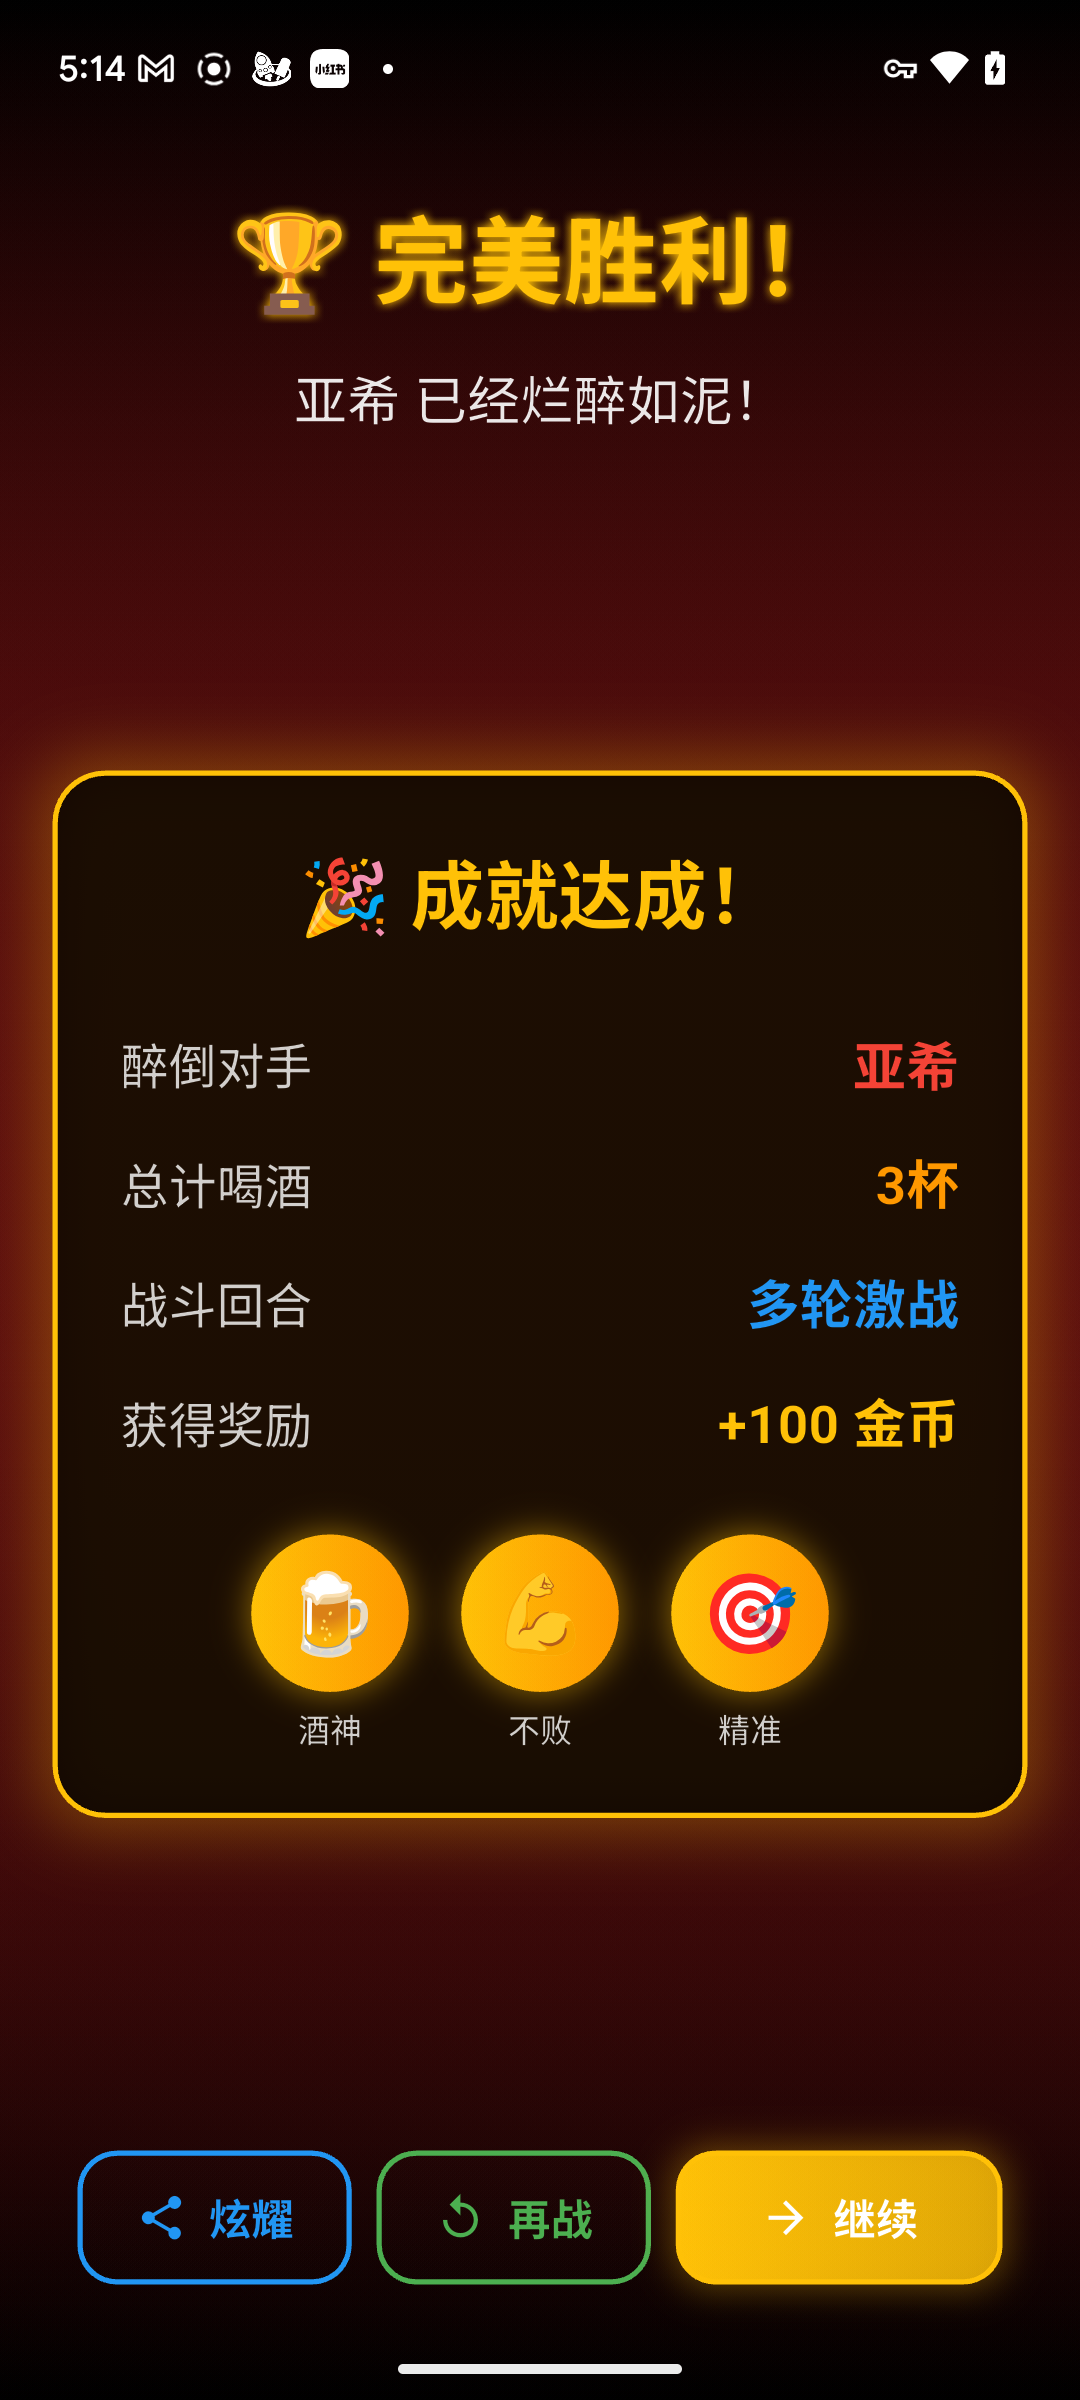 5:14
小红书
🏆 完美胜利！
亚希 已经烂醉如泥！
🎉 成就达成！
醉倒对手 亚希
总计喝酒 3杯
战斗回合 多轮激战
获得奖励 +100 金币
酒神 不败 精准
炫耀 再战 继续